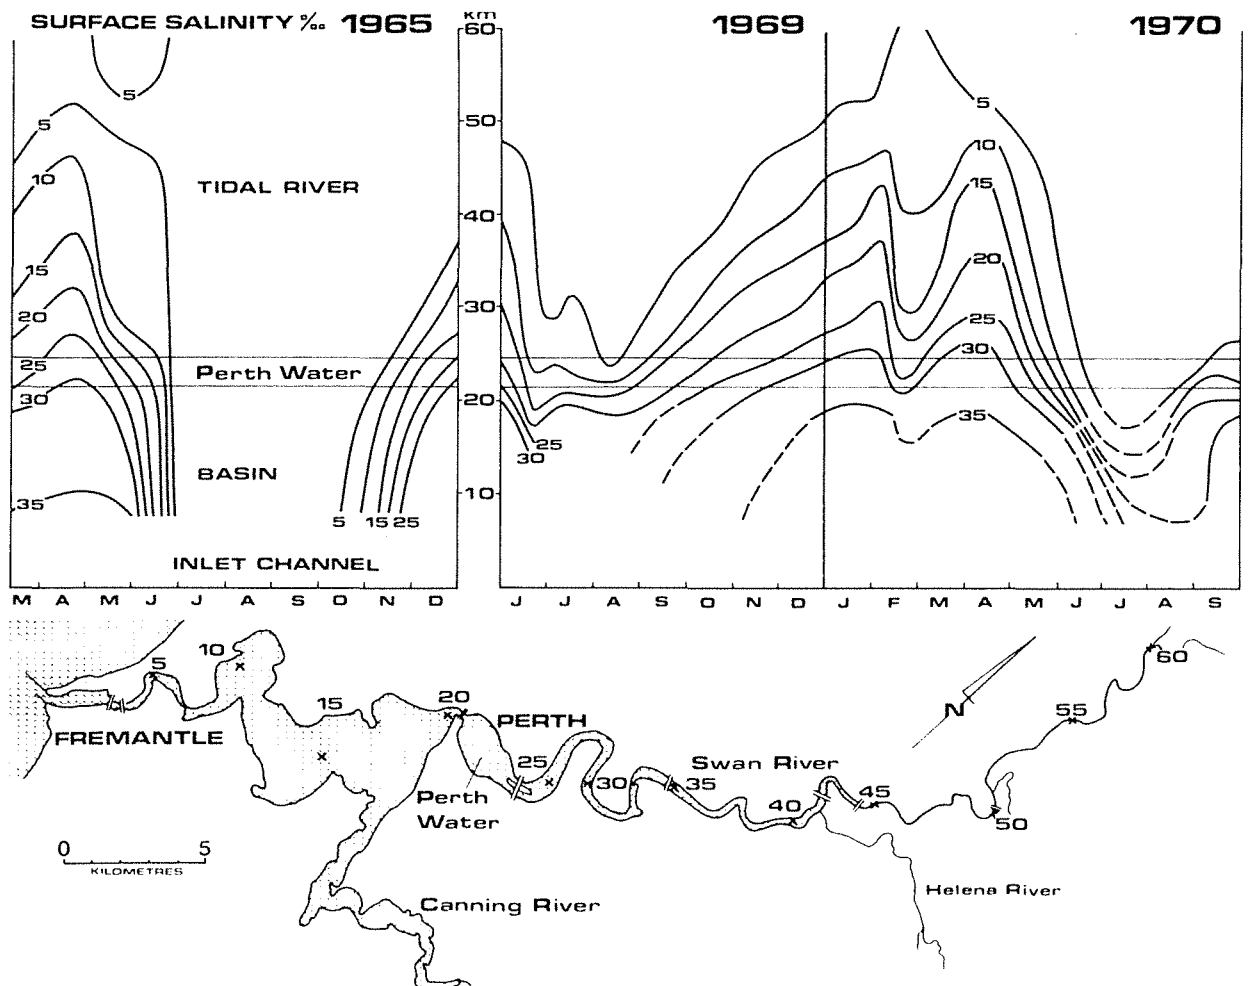 SURFACE SALINITY ‰ 1965
km
1969
1970
60
50
40
30
20
10
5
5
10
15
20
25
30
35
TIDAL RIVER
Perth Water
BASIN
INLET CHANNEL
5 15 25
25
30
5
10
15
20
25
30
35
M A M J J A S O N D
J J A S O N D J F M A M J J A S
5
10
15
20
25
30
35
40
45
50
55
60
FREMANTLE
PERTH
Perth
Water
Swan River
N
Canning River
Helena River
0 5
KILOMETRES